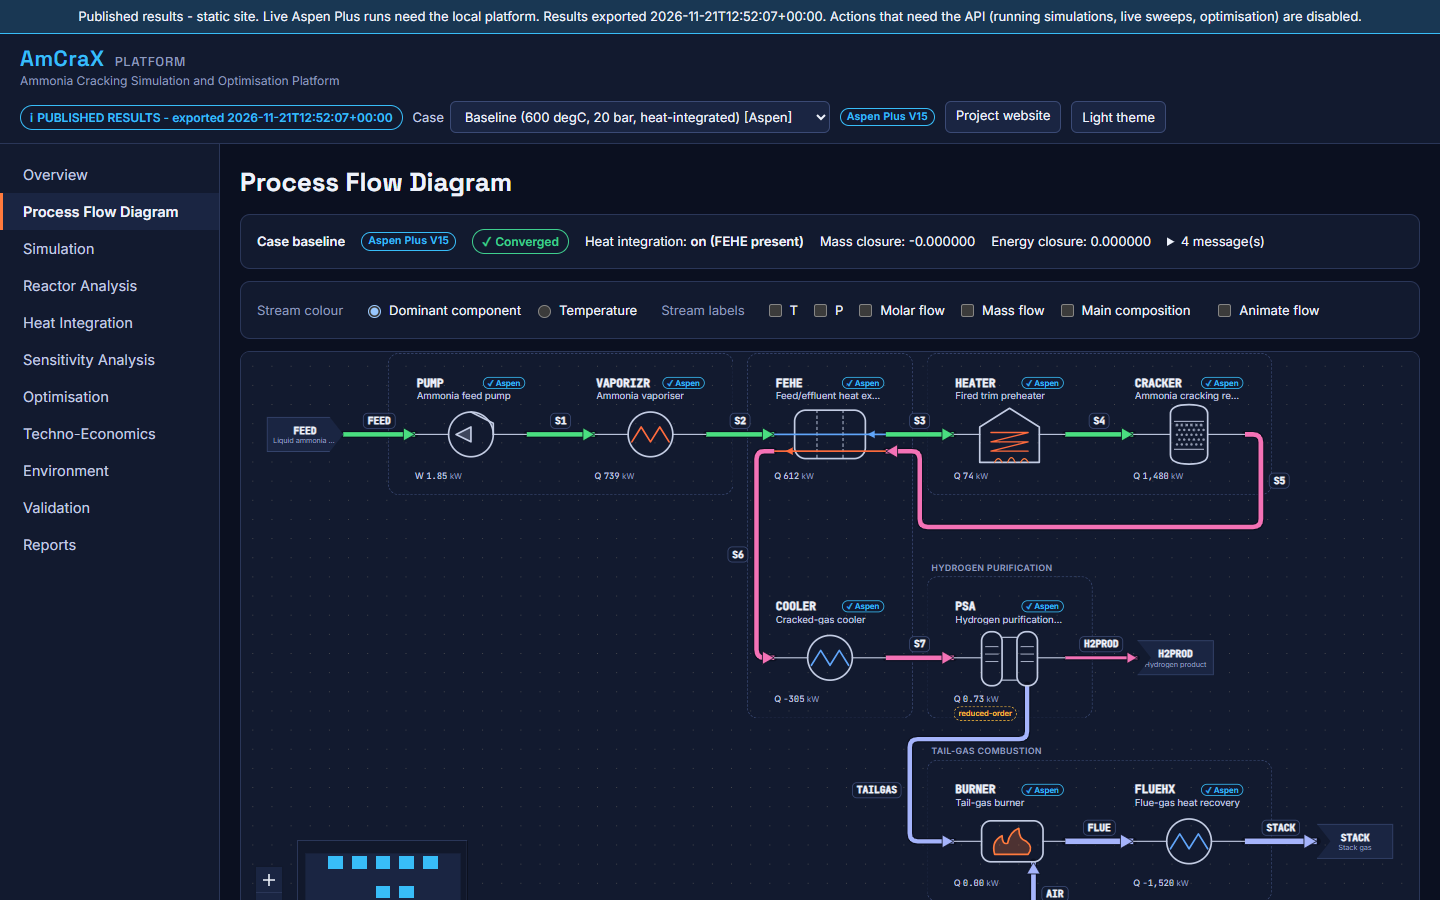 Published results - static site. Live Aspen Plus runs need the local platform. Results exported 2026-11-21T12:52:07+00:00. Actions that need the API (running simulations, live sweeps, optimisation) are disabled.
AmCraX PLATFORM
Ammonia Cracking Simulation and Optimisation Platform
i PUBLISHED RESULTS - exported 2026-11-21T12:52:07+00:00
Case
Baseline (600 degC, 20 bar, heat-integrated) [Aspen]
Aspen Plus V15
Project website
Light theme
Overview
Process Flow Diagram
Simulation
Reactor Analysis
Heat Integration
Sensitivity Analysis
Optimisation
Techno-Economics
Environment
Validation
Reports
Process Flow Diagram
Case baseline Aspen Plus V15 ✓ Converged Heat integration: on (FEHE present) Mass closure: -0.000000 Energy closure: 0.000000 ▶ 4 message(s)
Stream colour Dominant component Temperature Stream labels T P Molar flow Mass flow Main composition Animate flow
PUMP ✓ Aspen
Ammonia feed pump
VAPORIZR ✓ Aspen
Ammonia vaporiser
FEHE ✓ Aspen
Feed/effluent heat ex...
HEATER ✓ Aspen
Fired trim preheater
CRACKER ✓ Aspen
Ammonia cracking re...
FEED
Liquid ammonia ...
FEED
S1
S2
S3
S4
W 1.85 kW
Q 739 kW
Q 612 kW
Q 74 kW
Q 1,480 kW
S5
S6
HYDROGEN PURIFICATION
COOLER ✓ Aspen
Cracked-gas cooler
PSA ✓ Aspen
Hydrogen purification...
S7
H2PROD
H2PROD
Hydrogen product
Q -305 kW
Q 0.73 kW
reduced-order
TAIL-GAS COMBUSTION
TAILGAS
BURNER ✓ Aspen
Tail-gas burner
FLUEHX ✓ Aspen
Flue-gas heat recovery
FLUE
STACK
STACK
Stack gas
Q 0.00 kW
Q -1,520 kW
AIR
+